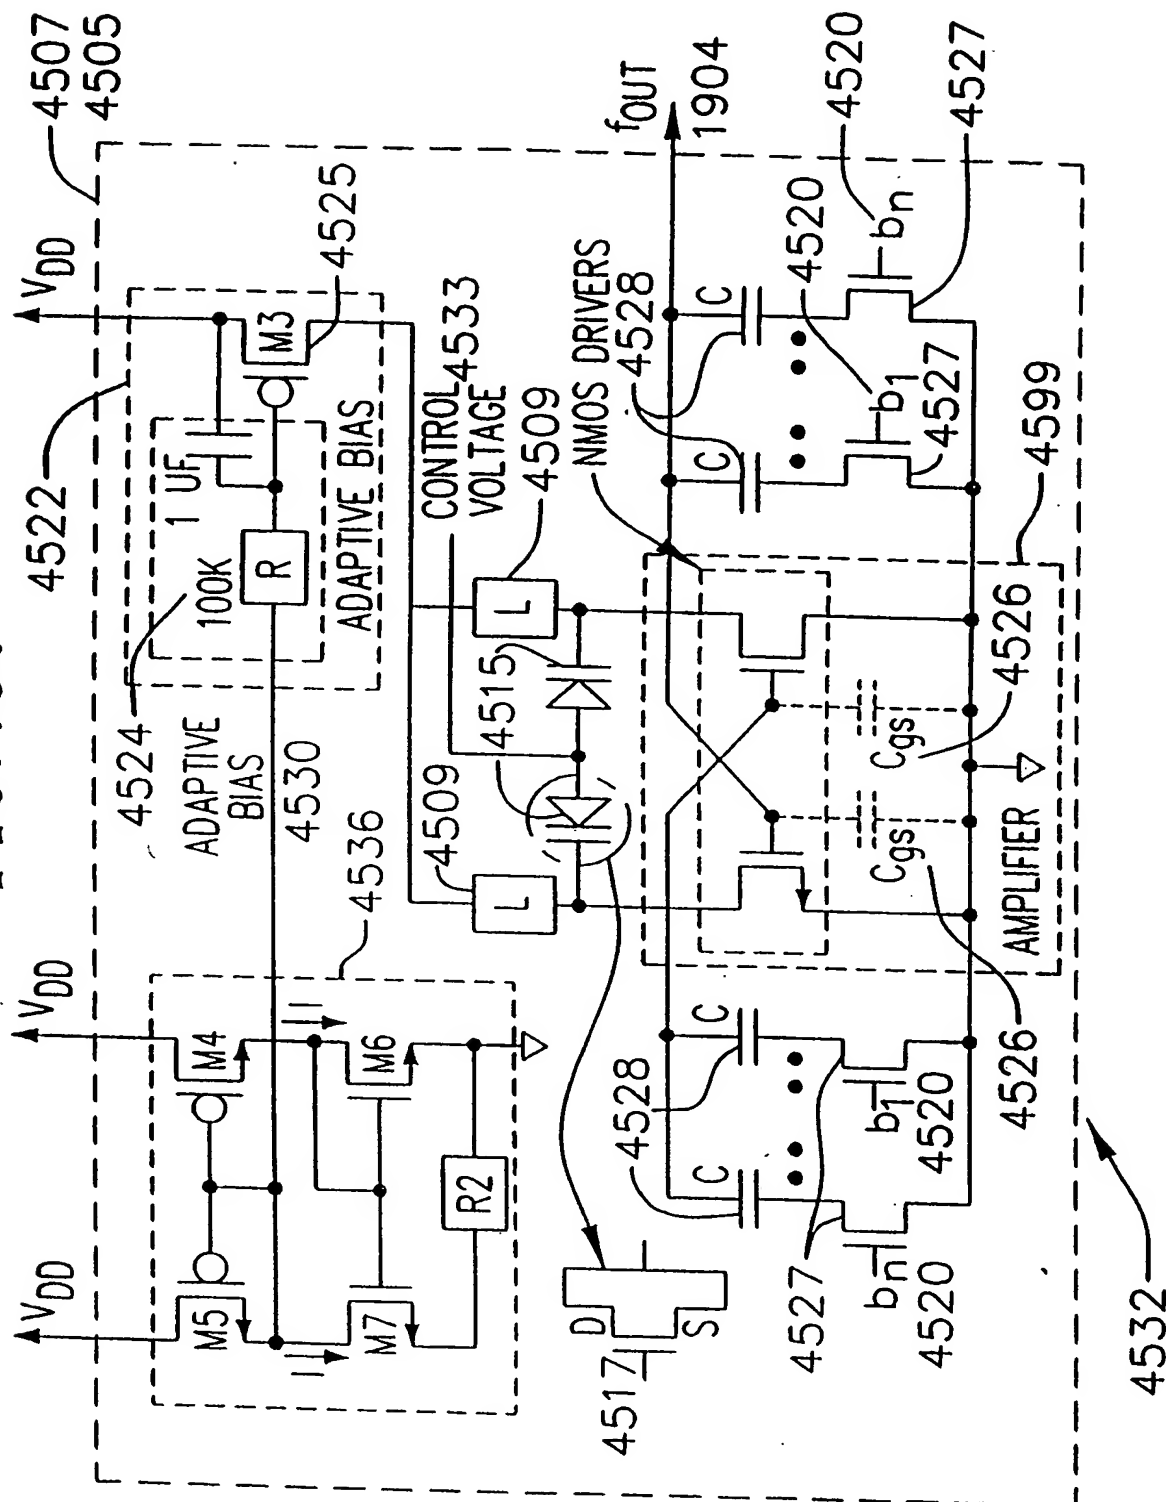 4507
4505
4522
VDD
VDD
VDD
4525
M3
1 UF
100K
R
ADAPTIVE BIAS
4524
ADAPTIVE
BIAS
4530
4536
M4
M5
I
I
M6
M7
R2
CONTROL
VOLTAGE
4533
4509
4509
L
L
4515
NMOS DRIVERS
4528
fOUT
1904
C
C
4520
4520
b1
bn
4527
4527
4599
Cgs
Cgs
4526
4526
AMPLIFIER
4528
C
C
b1
4520
bn
4520
4527
D
S
4517
4532